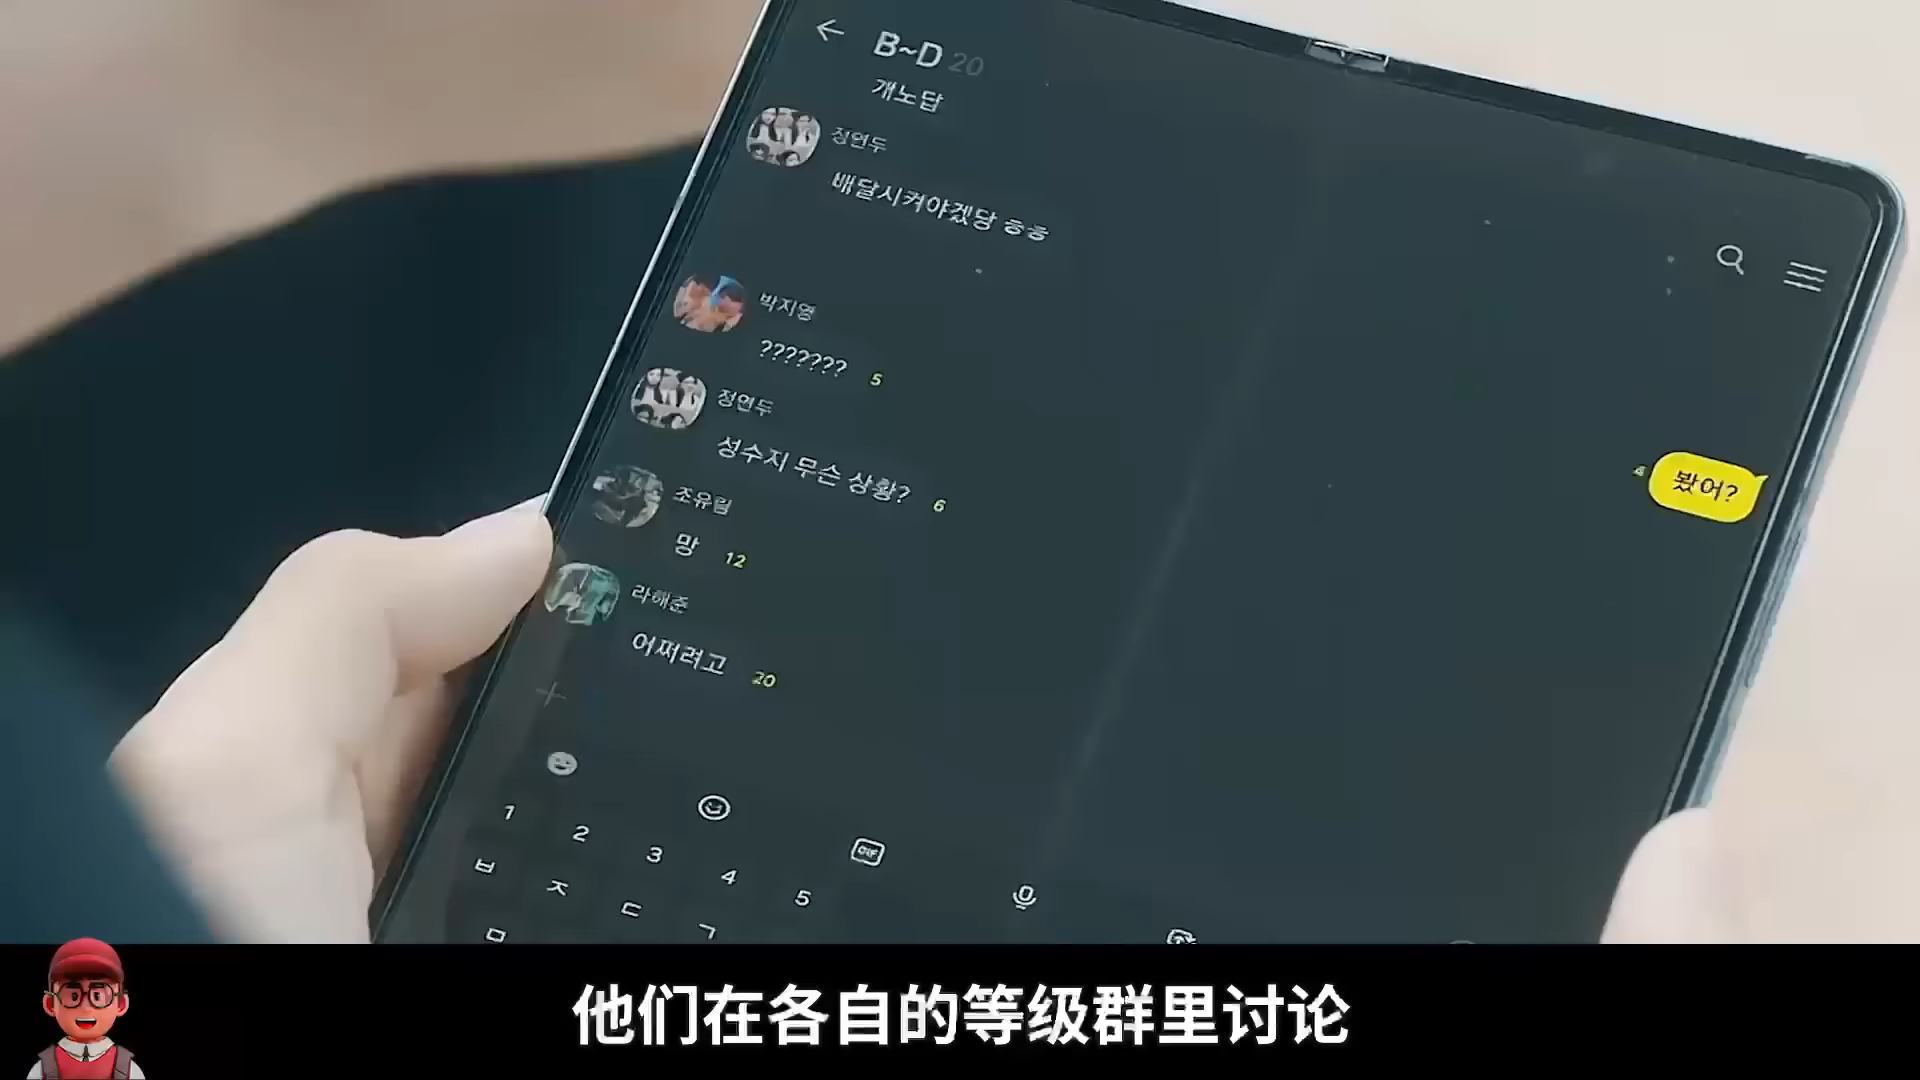 B~D 20
개노답
정연두
배달시켜야겠당 ㅎㅎ
박지영
??????? 5
정연두
성수지 무슨 상황? 6
4 봤어?
조유림
망 12
라해준
어쩌려고 20
GIF
1 2 3 4 5
ㅂ ㅈ ㄷ ㄱ
ㅁ
他们在各自的等级群里讨论